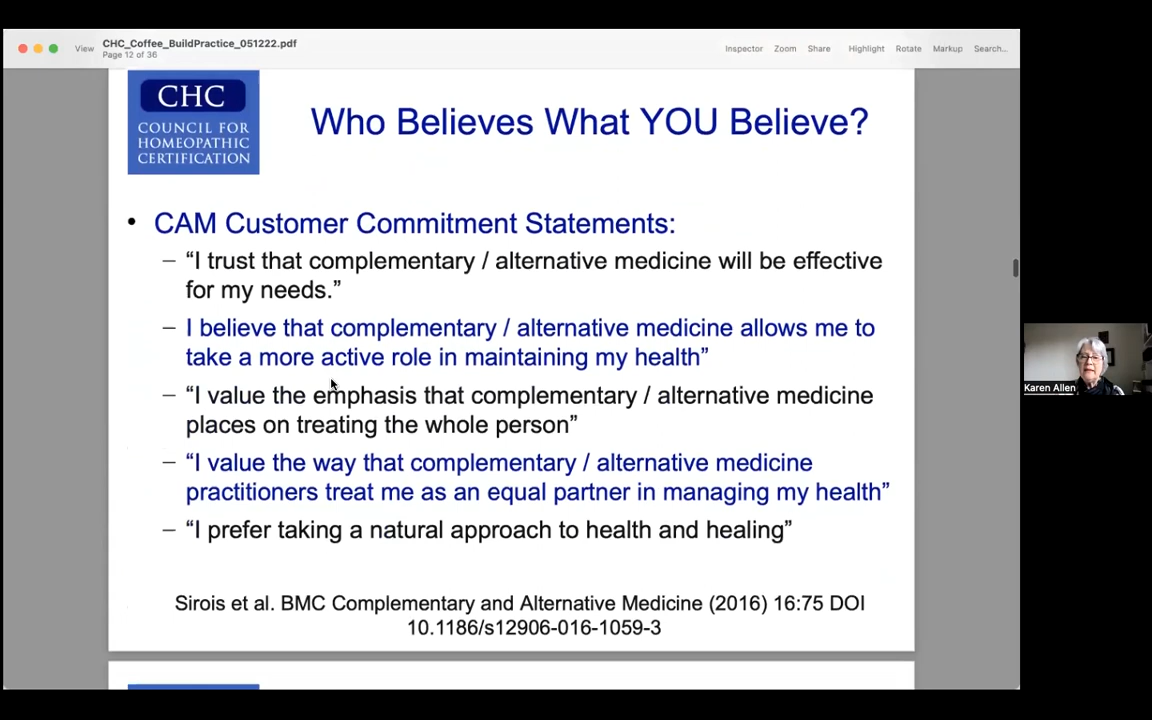 View
CHC_Coffee_BuildPractice_051222.pdf
Page 12 of 36
Inspector Zoom Share Highlight Rotate Markup Search...
CHC
COUNCIL FOR
HOMEOPATHIC
CERTIFICATION
Who Believes What YOU Believe?
• CAM Customer Commitment Statements:
– “I trust that complementary / alternative medicine will be effective
for my needs.”
– I believe that complementary / alternative medicine allows me to
take a more active role in maintaining my health”
– “I value the emphasis that complementary / alternative medicine
places on treating the whole person”
– “I value the way that complementary / alternative medicine
practitioners treat me as an equal partner in managing my health”
– “I prefer taking a natural approach to health and healing”
Sirois et al. BMC Complementary and Alternative Medicine (2016) 16:75 DOI
10.1186/s12906-016-1059-3
Karen Allen